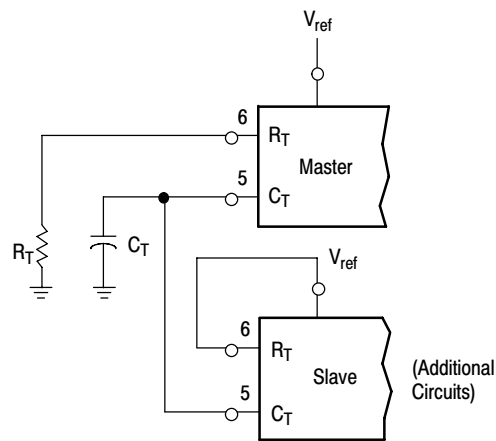 V_ref
6
R_T
Master
5
C_T
R_T
C_T
V_ref
6
R_T
Slave
(Additional
Circuits)
5
C_T